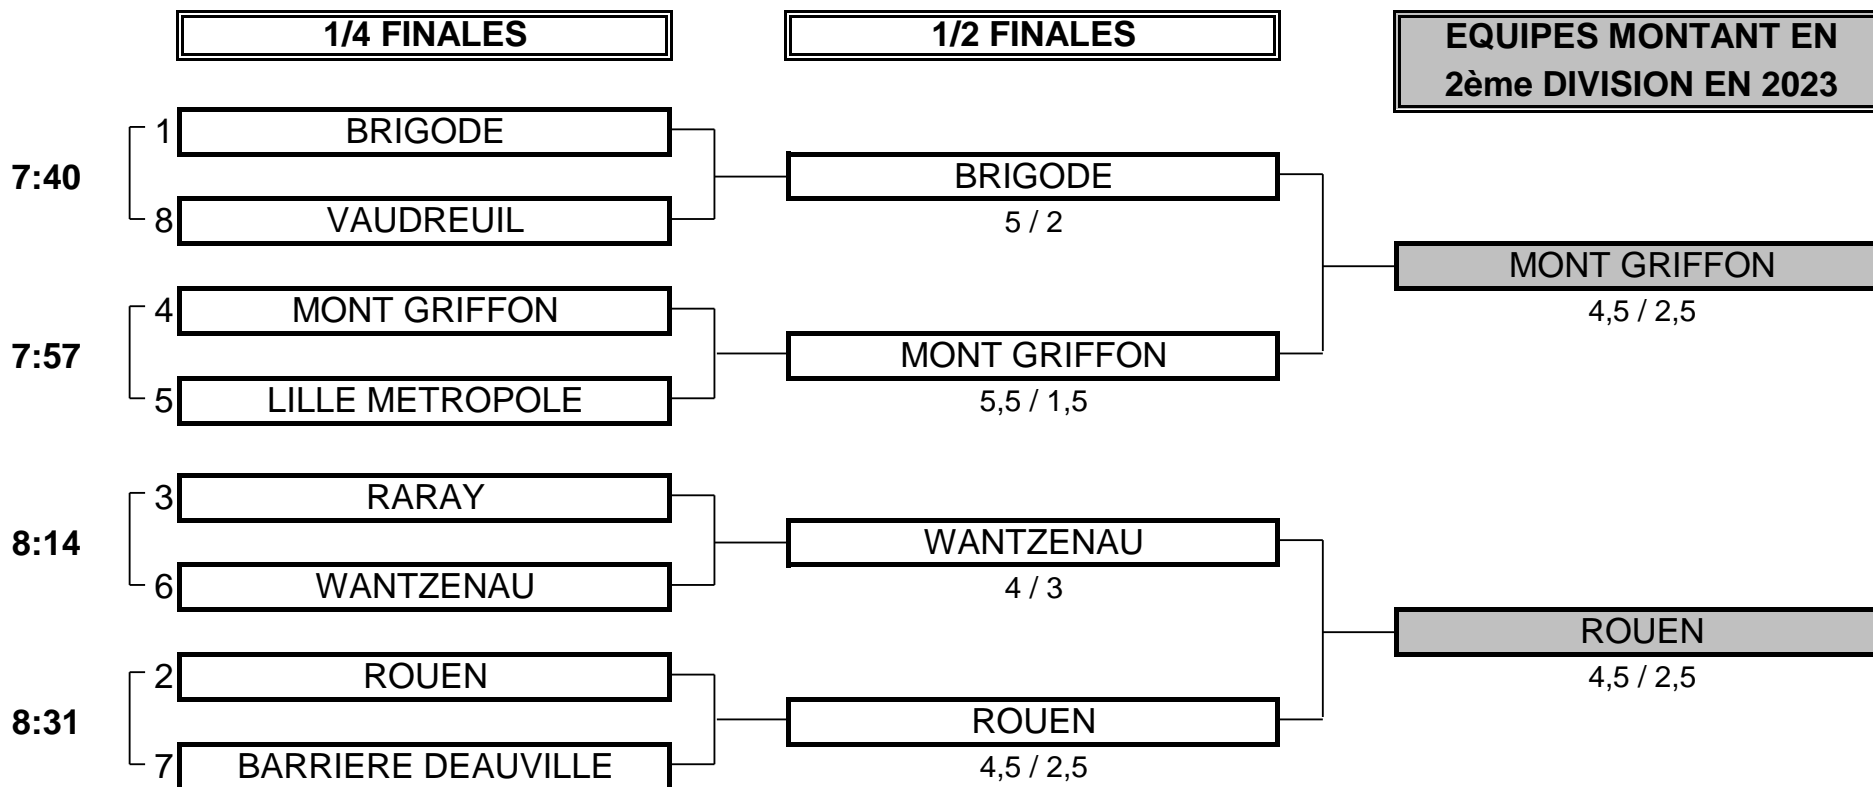 1/4 FINALES
1/2 FINALES
EQUIPES MONTANT EN
2ème DIVISION EN 2023
1 BRIGODE
7:40
BRIGODE
8 VAUDREUIL
5 / 2
MONT GRIFFON
4 MONT GRIFFON
4,5 / 2,5
7:57
MONT GRIFFON
5 LILLE METROPOLE
5,5 / 1,5
3 RARAY
8:14
WANTZENAU
6 WANTZENAU
4 / 3
ROUEN
2 ROUEN
4,5 / 2,5
8:31
ROUEN
7 BARRIERE DEAUVILLE
4,5 / 2,5